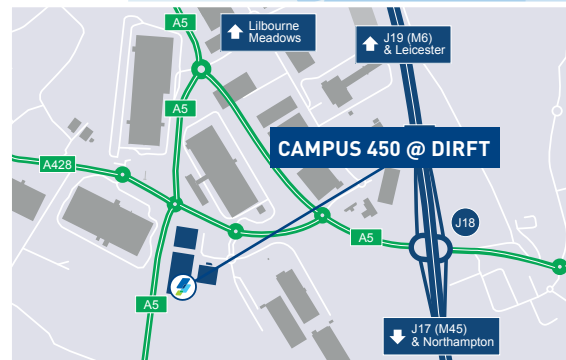 A5
Lilbourne
Meadows
J19 (M6)
& Leicester
A5
CAMPUS 450 @ DIRFT
A428
J18
A5
A5
J17 (M45)
& Northampton